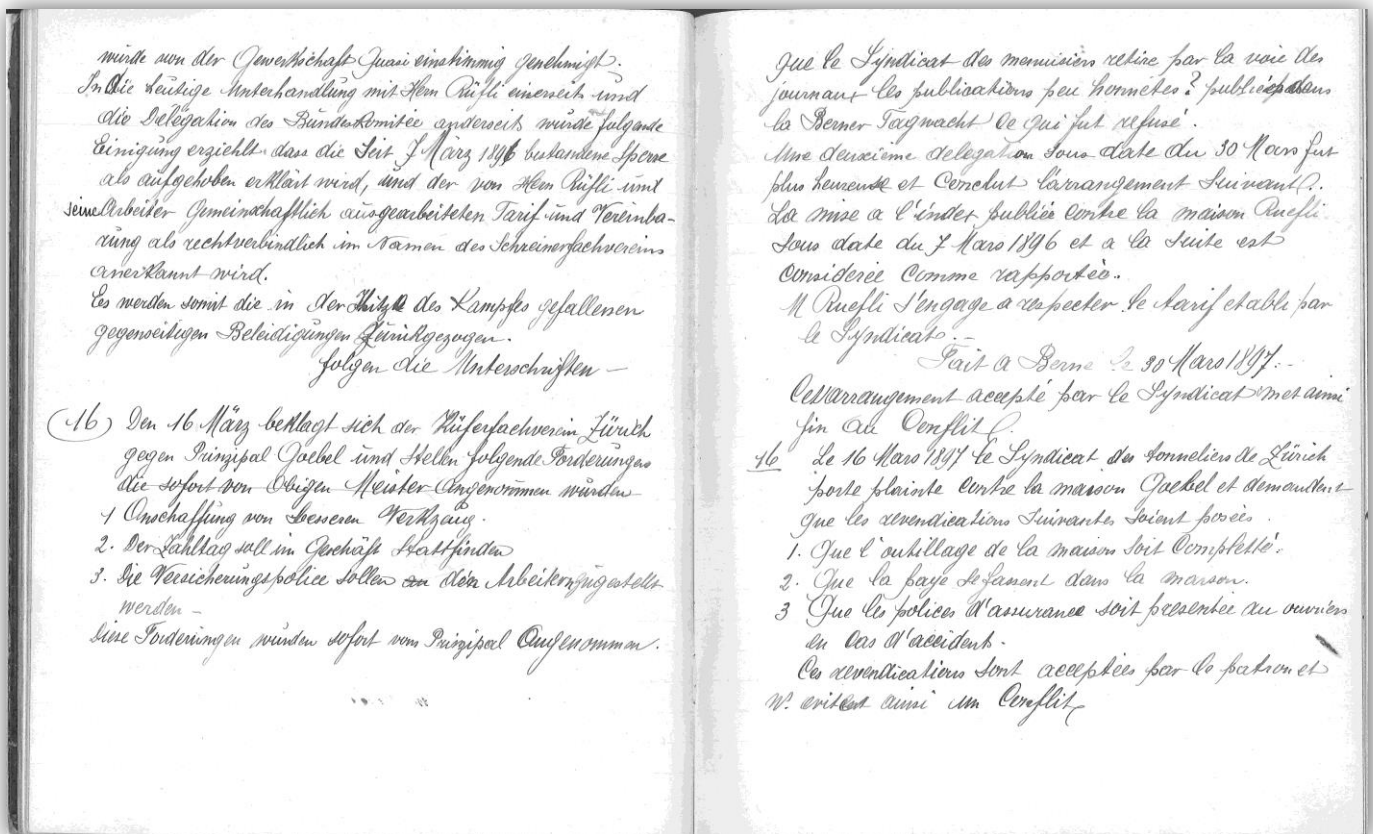 wurde von der Gewerkschaft Quasi einstimmig genehmigt.
In die heutige Unterhandlung mit Herrn Rüfli einerseit und
die Delegation des Bundeskomitee anderseits wurde folgende
Einigung erziehlt dass die Seit 7 März 1896 bestandene Sperre
als aufgehoben erklärt wird, und der von Herrn Rüfli und
seine Arbeiter Gemeinschaftlich ausgearbeiteten Tarif und Vereinba-
rung als rechtverbindlich im Namen des Schreinerfachvereins
anerkannt wird.
Es werden somit die in der Hitze des Kampfes gefallenen
gegenseitigen Beleidigungen Zurückgezogen.
folgen die Unterschriften –
(16) Den 16 März beklagt sich der Küferfachverein Zürich
gegen Prinzipal Goebel und Stellen folgende Forderungen
die sofort von Obigen Meister Angenommen wurden
1 Anschaffung von bessesen Werkzeug.
2. Der Zahltag soll im Geschäft Stattfinden
3. Die Versicherungspolice sollen an den Arbeitern zugestellt
werden –
Diese Forderungen wurden sofort vom Prinzipal Angenommen.
que le Syndicat des menuisiers retire par la voie des
journaux les publications peu honnetes? publiées dans
la Berner Tagwacht ce qui fut refusé.
Une deuxième delegation sous date du 30 Mars fut
plus heureuse et Conclut l'arrangement Suivant.
La mise a l'index publiée contre la maison Ruefli
sous date du 7 Mars 1896 et a la suite est
considerée comme rapportée.
M Ruefli s'engage a respecter le tarif etabli par
le Syndicat. –
Fait a Berne le 30 Mars 1897. –
Cet arrangement accepté par le Syndicat met ainsi
fin au Conflit.
16 Le 16 Mars 1897 le Syndicat des tonneliers de Zürich
porte plainte contre la maison Goebel et demandent
que les revendications suivantes soient posées.
1. Que l'outillage de la maison soit Completté.
2. Que la paye se fassent dans la maison.
3 Que les polices d'assurance soit presentée au ouvriers
en cas d'accident.
Ces revendications sont acceptées par le patron et
evitent ainsi un Conflit